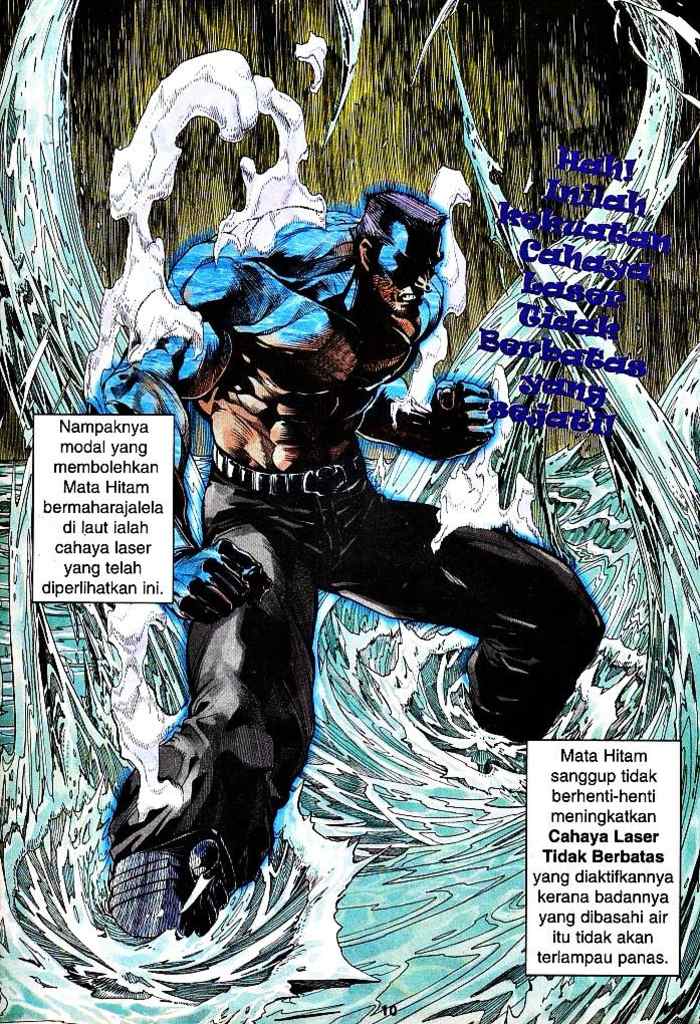 Hah!
Inilah
kekuatan
Cahaya
Laser
Tidak
Berbatas
yang
sejati!
Nampaknya
modal yang
membolehkan
Mata Hitam
bermaharajalela
di laut ialah
cahaya laser
yang telah
diperlihatkan ini.
Mata Hitam
sanggup tidak
berhenti-henti
meningkatkan
Cahaya Laser
Tidak Berbatas
yang diaktifkannya
kerana badannya
yang dibasahi air
itu tidak akan
terlampau panas.
10